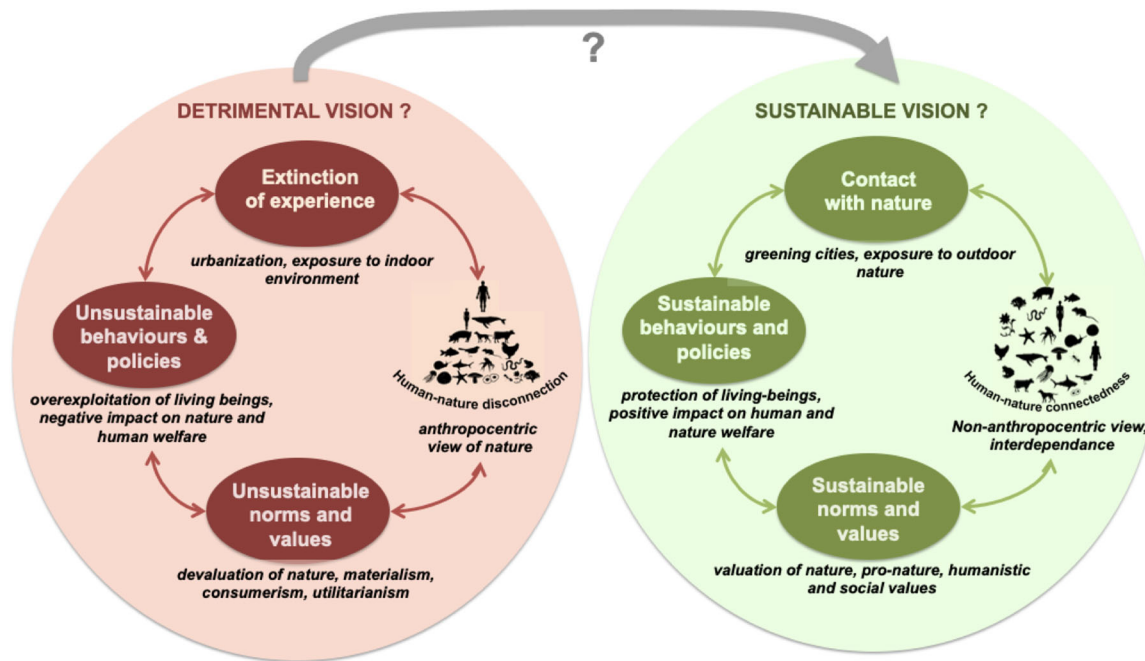 ?
DETRIMENTAL VISION ?
Extinction
of experience
urbanization, exposure to indoor
environment
Unsustainable
behaviours &
policies
overexploitation of living beings,
negative impact on nature and
human welfare
Human-nature disconnection
anthropocentric
view of nature
Unsustainable
norms and
values
devaluation of nature, materialism,
consumerism, utilitarianism
SUSTAINABLE VISION ?
Contact
with nature
greening cities, exposure to outdoor
nature
Sustainable
behaviours and
policies
protection of living-beings,
positive impact on human and
nature welfare
Human-nature connectedness
Non-anthropocentric view,
interdependance
Sustainable
norms and
values
valuation of nature, pro-nature, humanistic
and social values